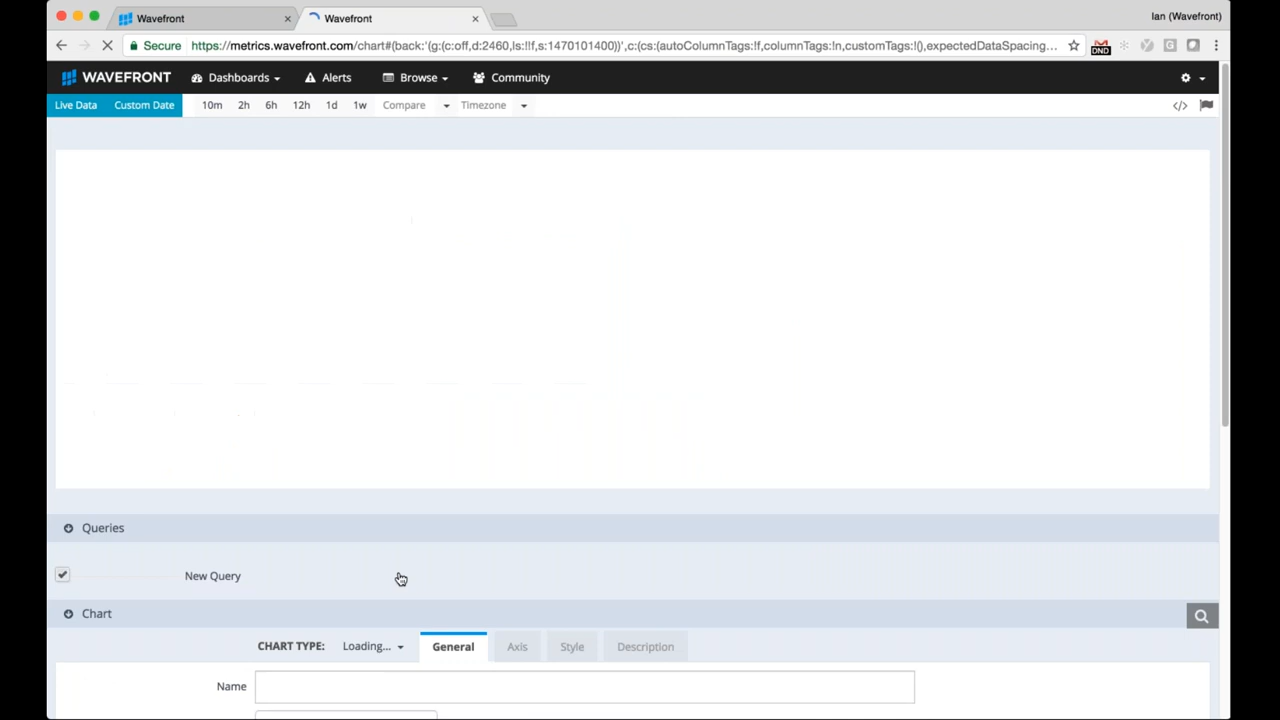 Wavefront
Wavefront
Ian (Wavefront)
Secure https://metrics.wavefront.com/chart#(back:'(g:(c:off,d:2460,ls:!!f,s:1470101400))',c:(cs:(autoColumnTags:!f,columnTags:!n,customTags:!(),expectedDataSpacing...
DND
WAVEFRONT Dashboards Alerts Browse Community
Live Data Custom Date 10m 2h 6h 12h 1d 1w Compare Timezone
Queries
New Query
Chart
CHART TYPE: Loading... General Axis Style Description
Name